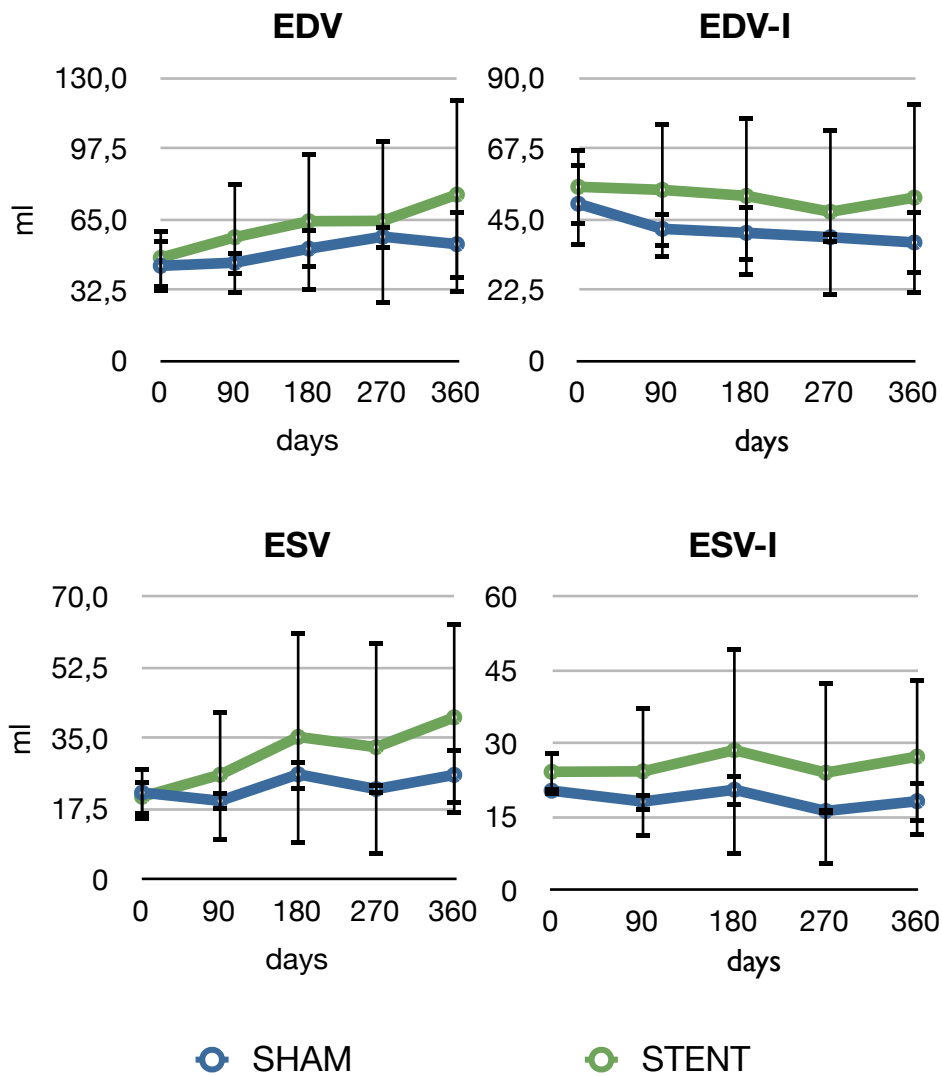 EDV
130,0
97,5
65,0
32,5
0
ml
0 90 180 270 360
days
EDV-I
90,0
67,5
45,0
22,5
0
0 90 180 270 360
days
ESV
70,0
52,5
35,0
17,5
0
ml
0 90 180 270 360
days
ESV-I
60
45
30
15
0
0 90 180 270 360
days
SHAM
STENT